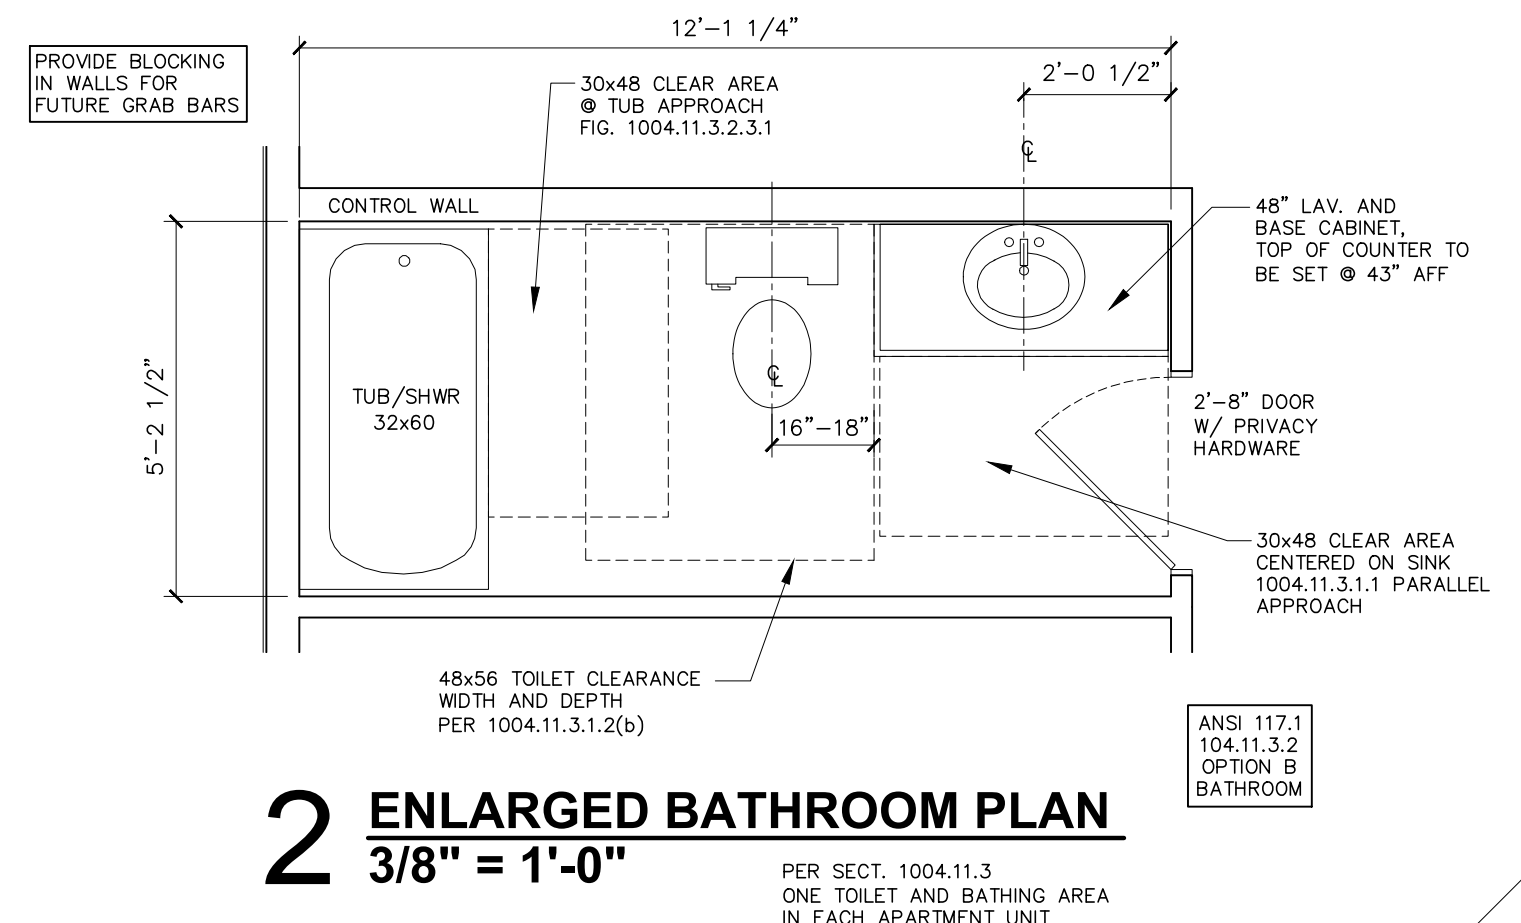 12'-1 1/4"
2'-0 1/2"
PROVIDE BLOCKING
IN WALLS FOR
FUTURE GRAB BARS
30x48 CLEAR AREA
@ TUB APPROACH
FIG. 1004.11.3.2.3.1
℄
CONTROL WALL
48" LAV. AND
BASE CABINET,
TOP OF COUNTER TO
BE SET @ 43" AFF
5'-2 1/2"
TUB/SHWR
32x60
℄
16"-18"
2'-8" DOOR
W/ PRIVACY
HARDWARE
30x48 CLEAR AREA
CENTERED ON SINK
1004.11.3.1.1 PARALLEL
APPROACH
48x56 TOILET CLEARANCE
WIDTH AND DEPTH
PER 1004.11.3.1.2(b)
ANSI 117.1
104.11.3.2
OPTION B
BATHROOM
2 ENLARGED BATHROOM PLAN
3/8" = 1'-0"
PER SECT. 1004.11.3
ONE TOILET AND BATHING AREA
IN EACH APARTMENT UNIT